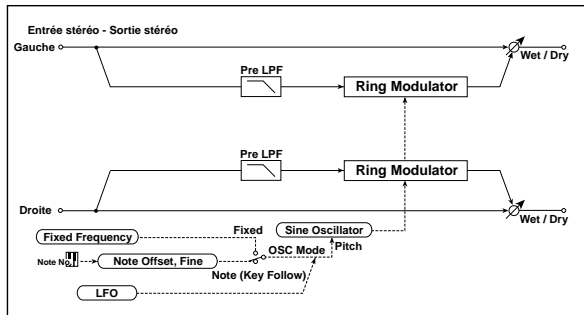 Entrée stéréo - Sortie stéréo
Gauche
Wet / Dry
Pre LPF
Ring Modulator
Pre LPF
Ring Modulator
Droite
Wet / Dry
Fixed
Sine Oscillator
Fixed Frequency
OSC Mode
Pitch
Note No.
Note Offset, Fine
Note (Key Follow)
LFO